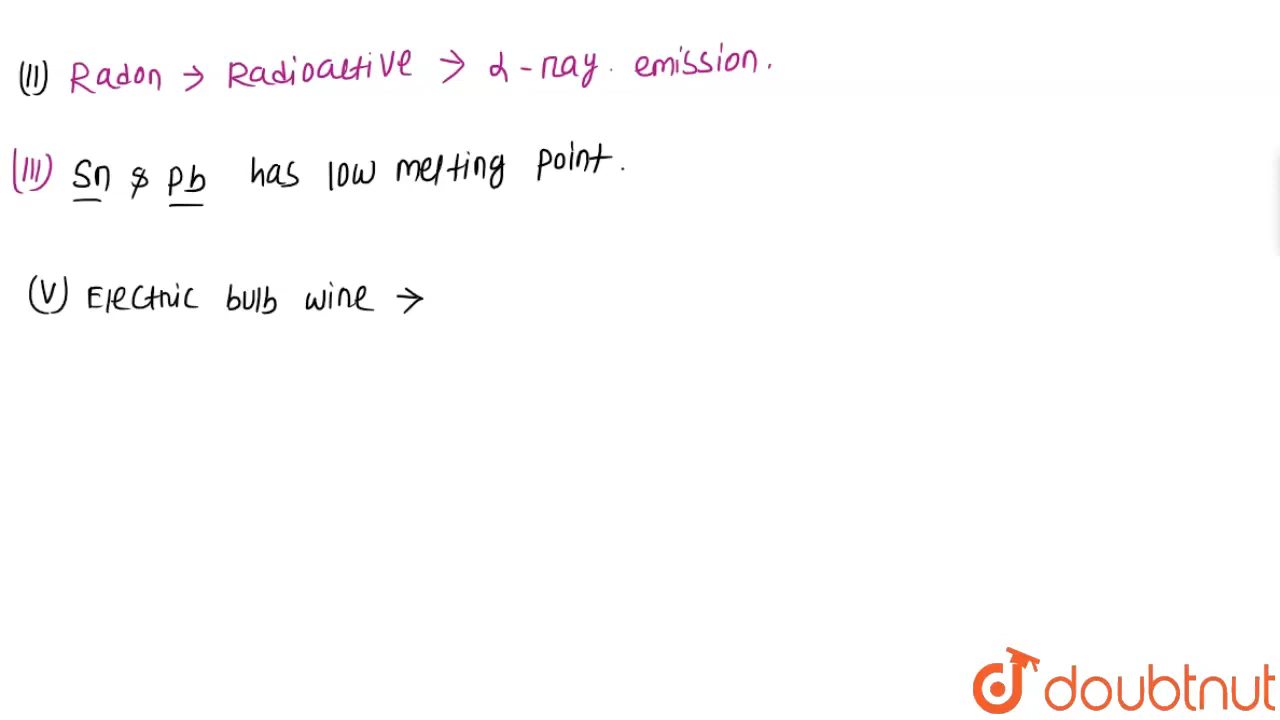 (II) Radon → Radioactive → α-ray emission.
(III) Sn & Pb has low melting point.
(V) Electric bulb wire →
doubtnut